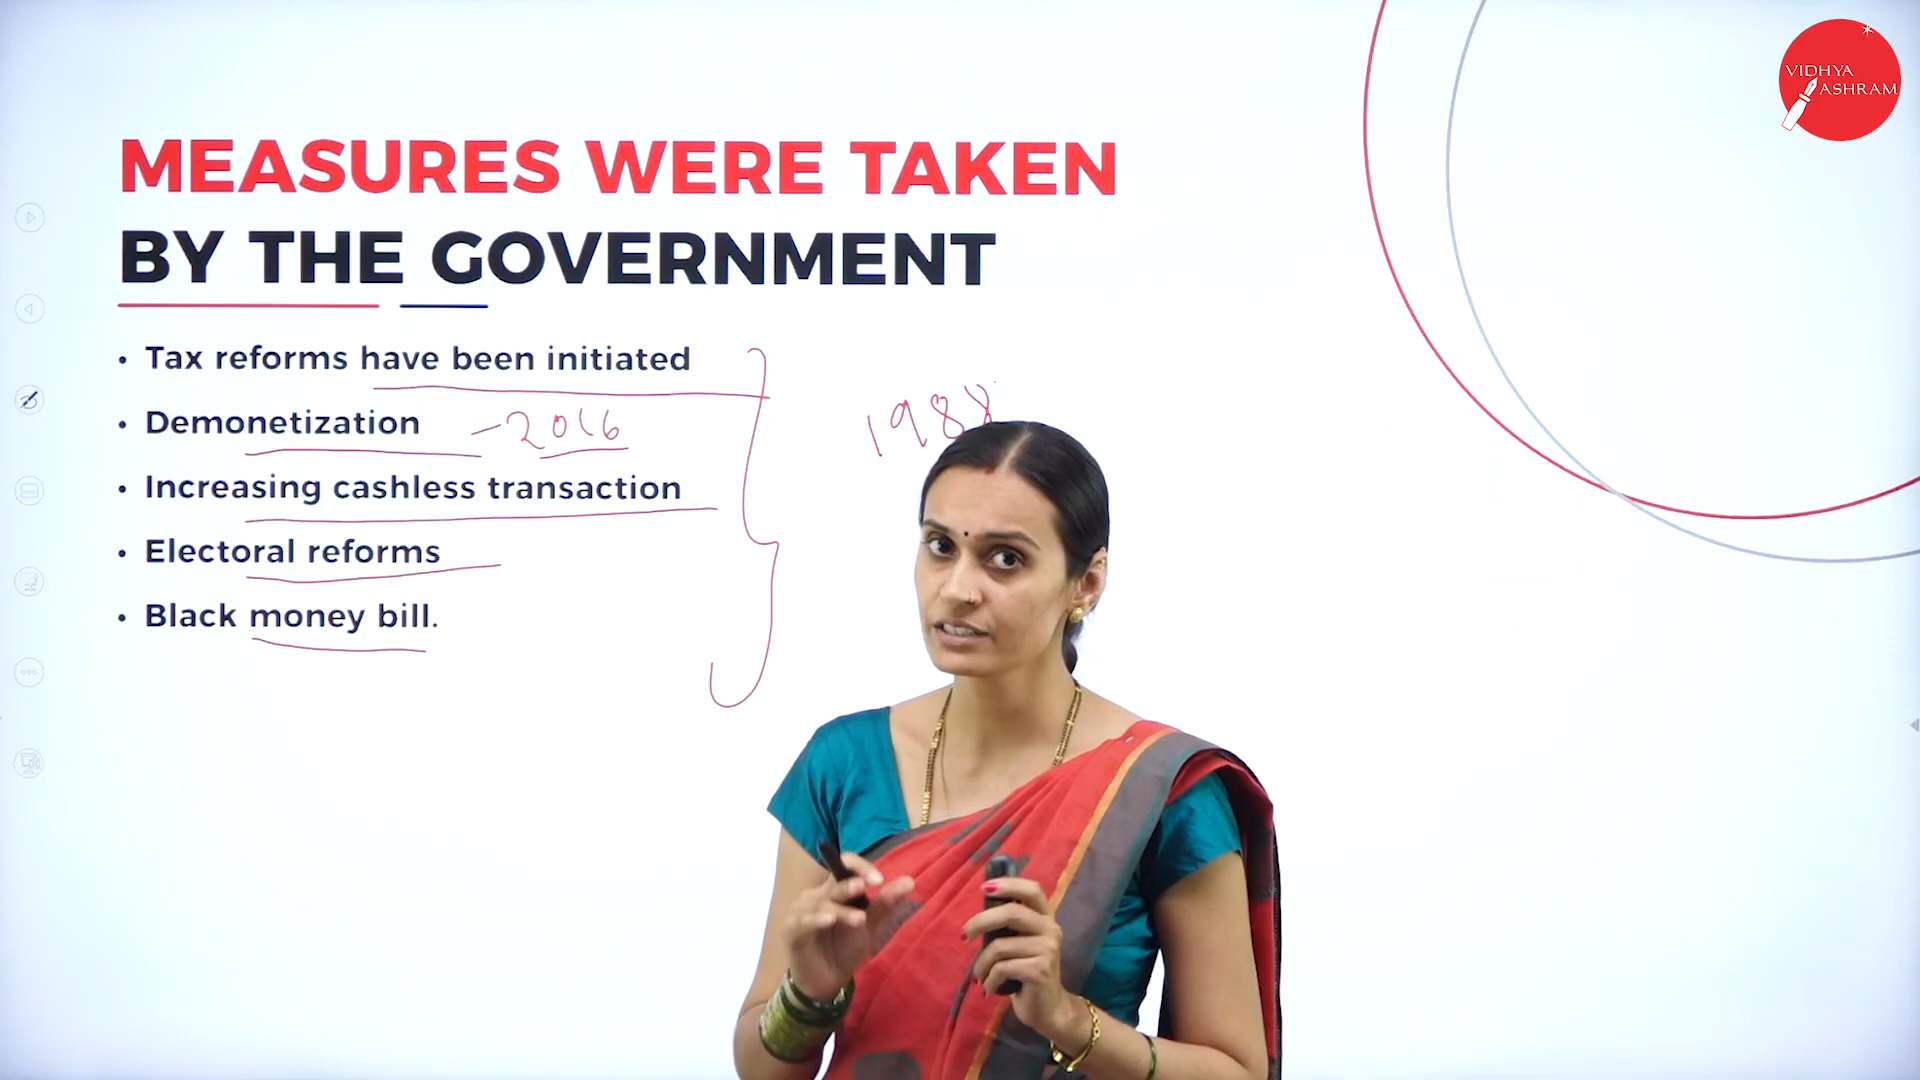 VIDHYA
ASHRAM
MEASURES WERE TAKEN
BY THE GOVERNMENT
• Tax reforms have been initiated
• Demonetization – 2016
• Increasing cashless transaction
• Electoral reforms
• Black money bill.
1988